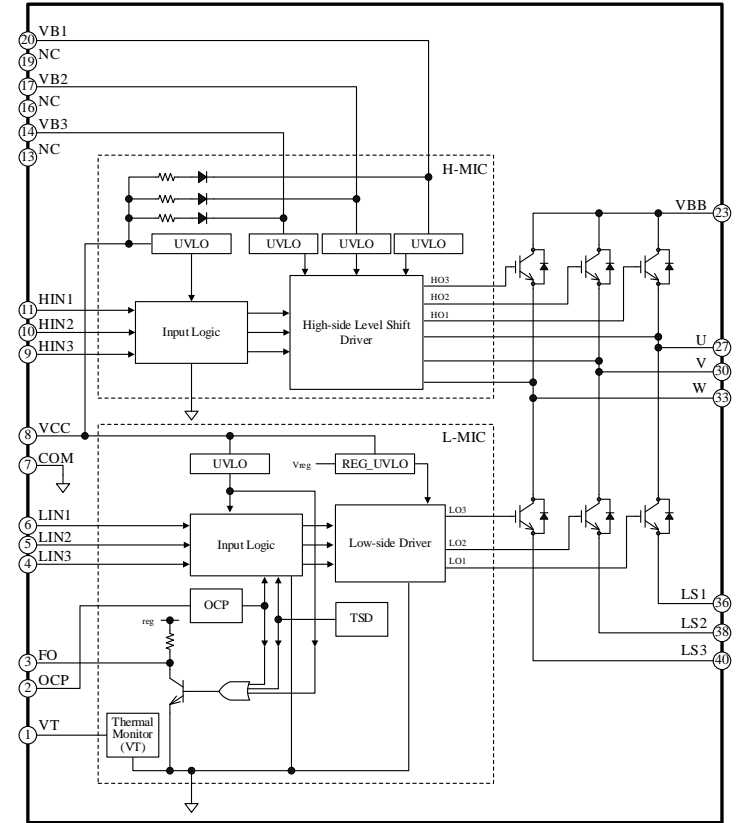 20 VB1
19 NC
17 VB2
16 NC
14 VB3
13 NC
H-MIC
VBB 23
UVLO
UVLO
UVLO
UVLO
HO3
HO2
HO1
11 HIN1
10 HIN2
9 HIN3
Input Logic
High-side Level Shift
Driver
U 27
V 30
W 33
8 VCC
L-MIC
7 COM
UVLO
Vreg
REG_UVLO
6 LIN1
5 LIN2
4 LIN3
Input Logic
Low-side Driver
LO3
LO2
LO1
OCP
TSD
reg
LS1 36
LS2 38
LS3 40
3 FO
2 OCP
1 VT
Thermal
Monitor
(VT)